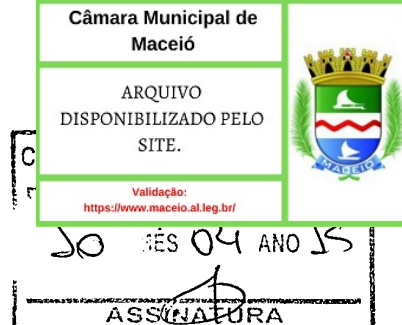 Câmara Municipal de
Maceió
ARQUIVO
DISPONIBILIZADO PELO
SITE.
Validação:
https://www.maceio.al.leg.br/
MACEIÓ
MÊS 04 ANO 15
ASSINATURA